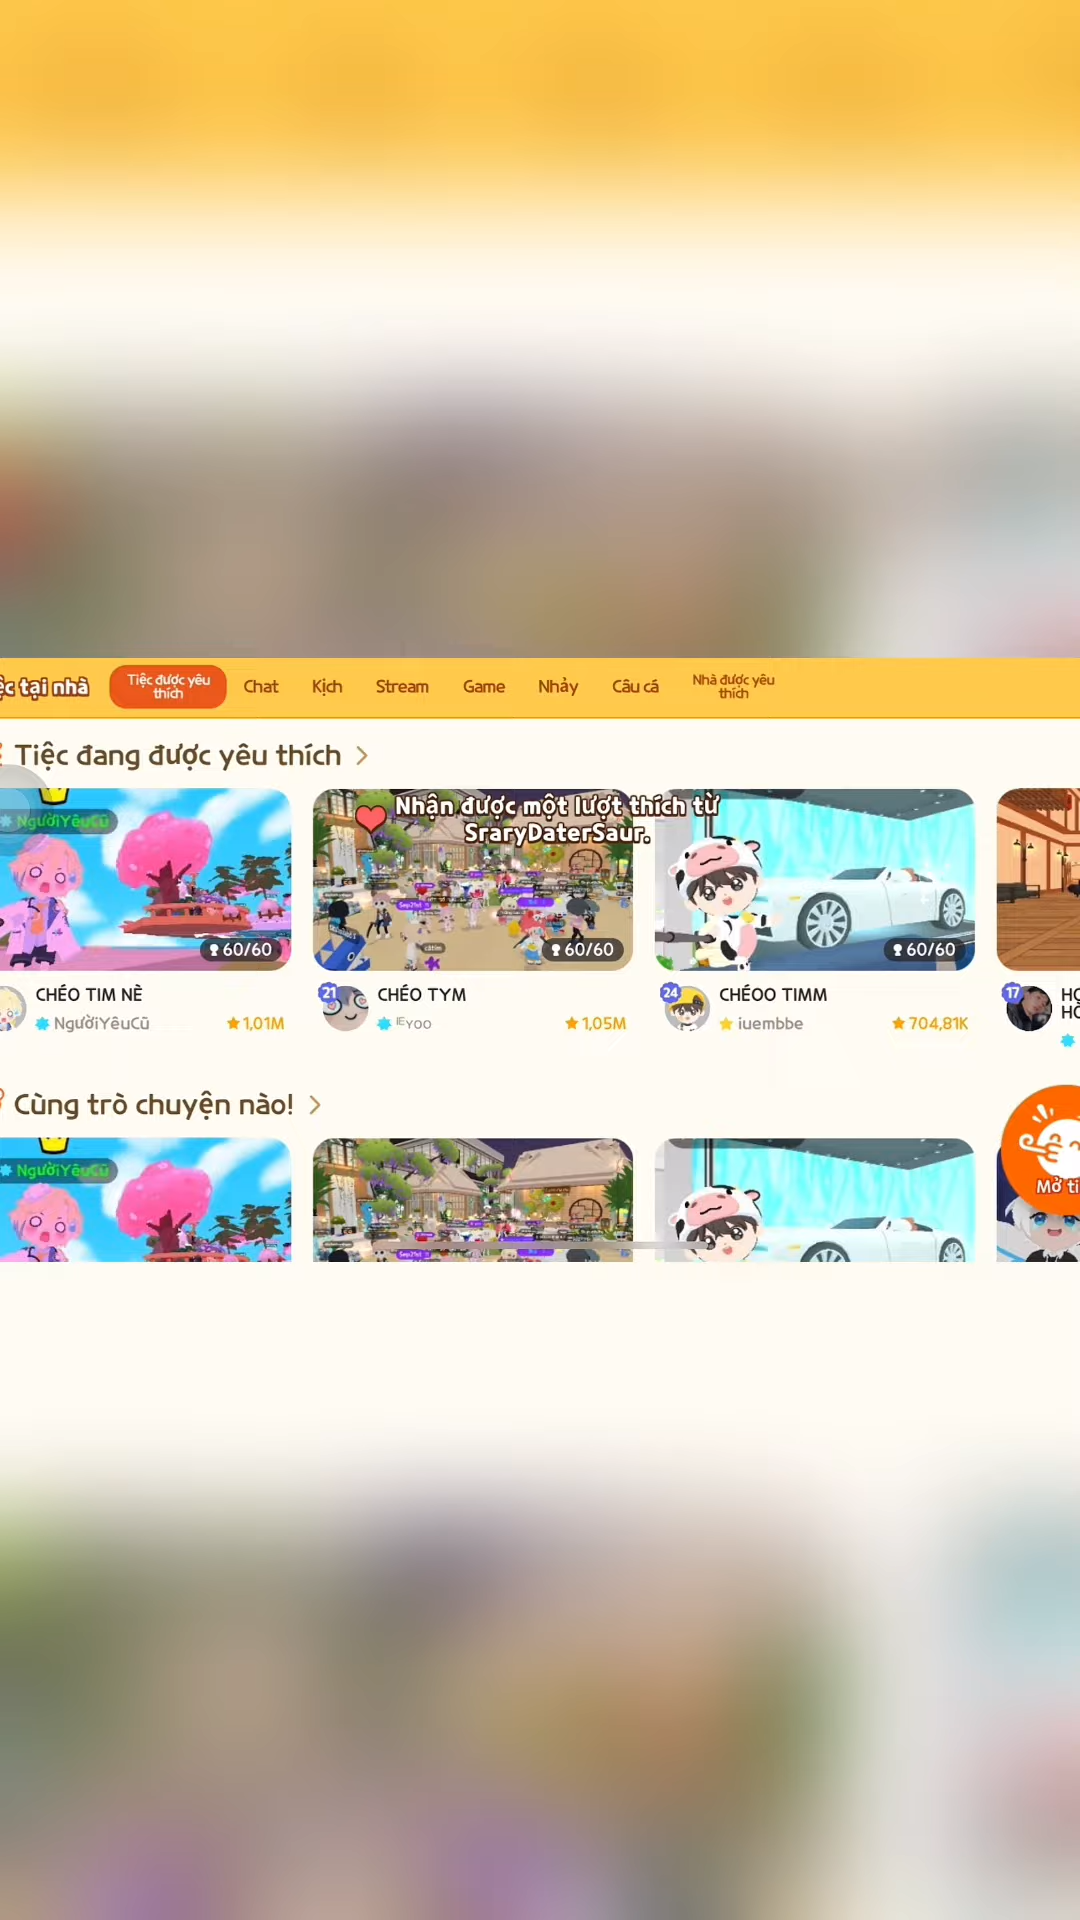 ệc tại nhà
Tiệc được yêu
thích
Chat
Kịch
Stream
Game
Nhảy
Câu cá
Nhà được yêu
thích
Tiệc đang được yêu thích
Nhận được một lượt thích từ
SraryDaterSaur.
NgườiYêuCũ
60/60
60/60
60/60
CHÉO TIM NÈ
NgườiYêuCũ
1,01M
21
CHÉO TYM
ᴵᴱYOO
1,05M
24
CHÉOO TIMM
iuembbe
704,81K
17
Cùng trò chuyện nào!
NgườiYêuCũ
Mở ti